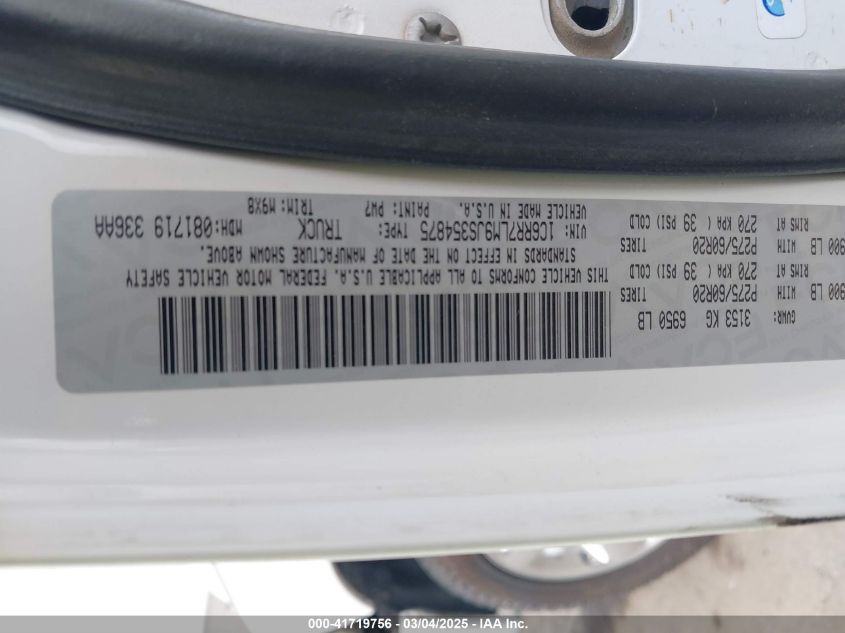 GVWR: 3153 KG 6950 LB
900 LB WITH P275/60R20 TIRES
RIMS AT 270 KPA ( 39 PSI) COLD
900 LB WITH P275/60R20 TIRES
RIMS AT 270 KPA ( 39 PSI) COLD
THIS VEHICLE CONFORMS TO ALL APPLICABLE U.S.A. FEDERAL MOTOR VEHICLE SAFETY
STANDARDS IN EFFECT ON THE DATE OF MANUFACTURE SHOWN ABOVE.
VIN: 1C6RR7LM9JS354875 TYPE: TRUCK MDH: 081719 336AA
VEHICLE MADE IN U.S.A. PAINT: PW7 TRIM: M9X8
000-41719756 - 03/04/2025 - IAA Inc.